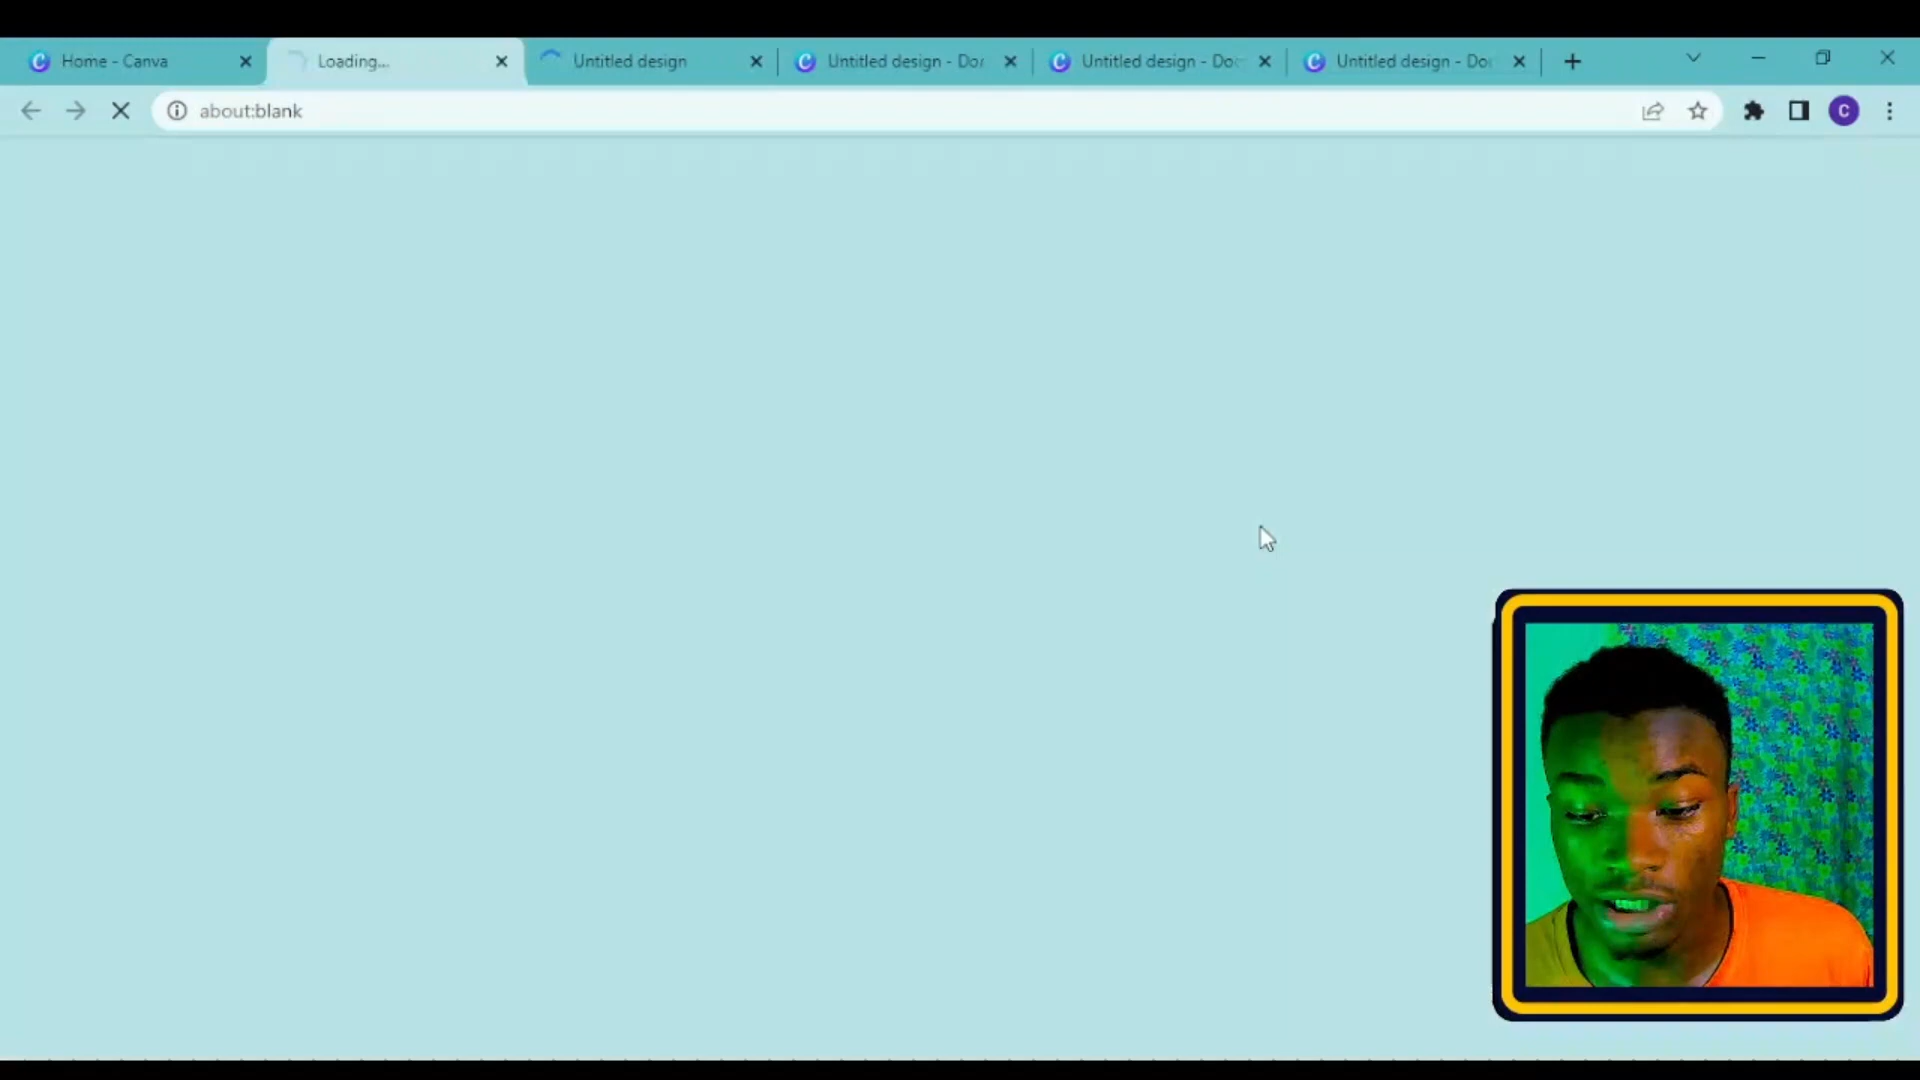 Home - Canva
Loading...
Untitled design
Untitled design - Do
Untitled design - Do
Untitled design - Do
about:blank
C